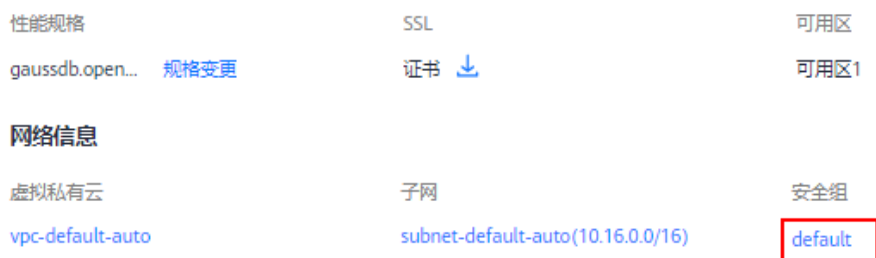 性能规格 SSL 可用区
gaussdb.open... 规格变更 证书 可用区1
网络信息
虚拟私有云 子网 安全组
vpc-default-auto subnet-default-auto(10.16.0.0/16) default